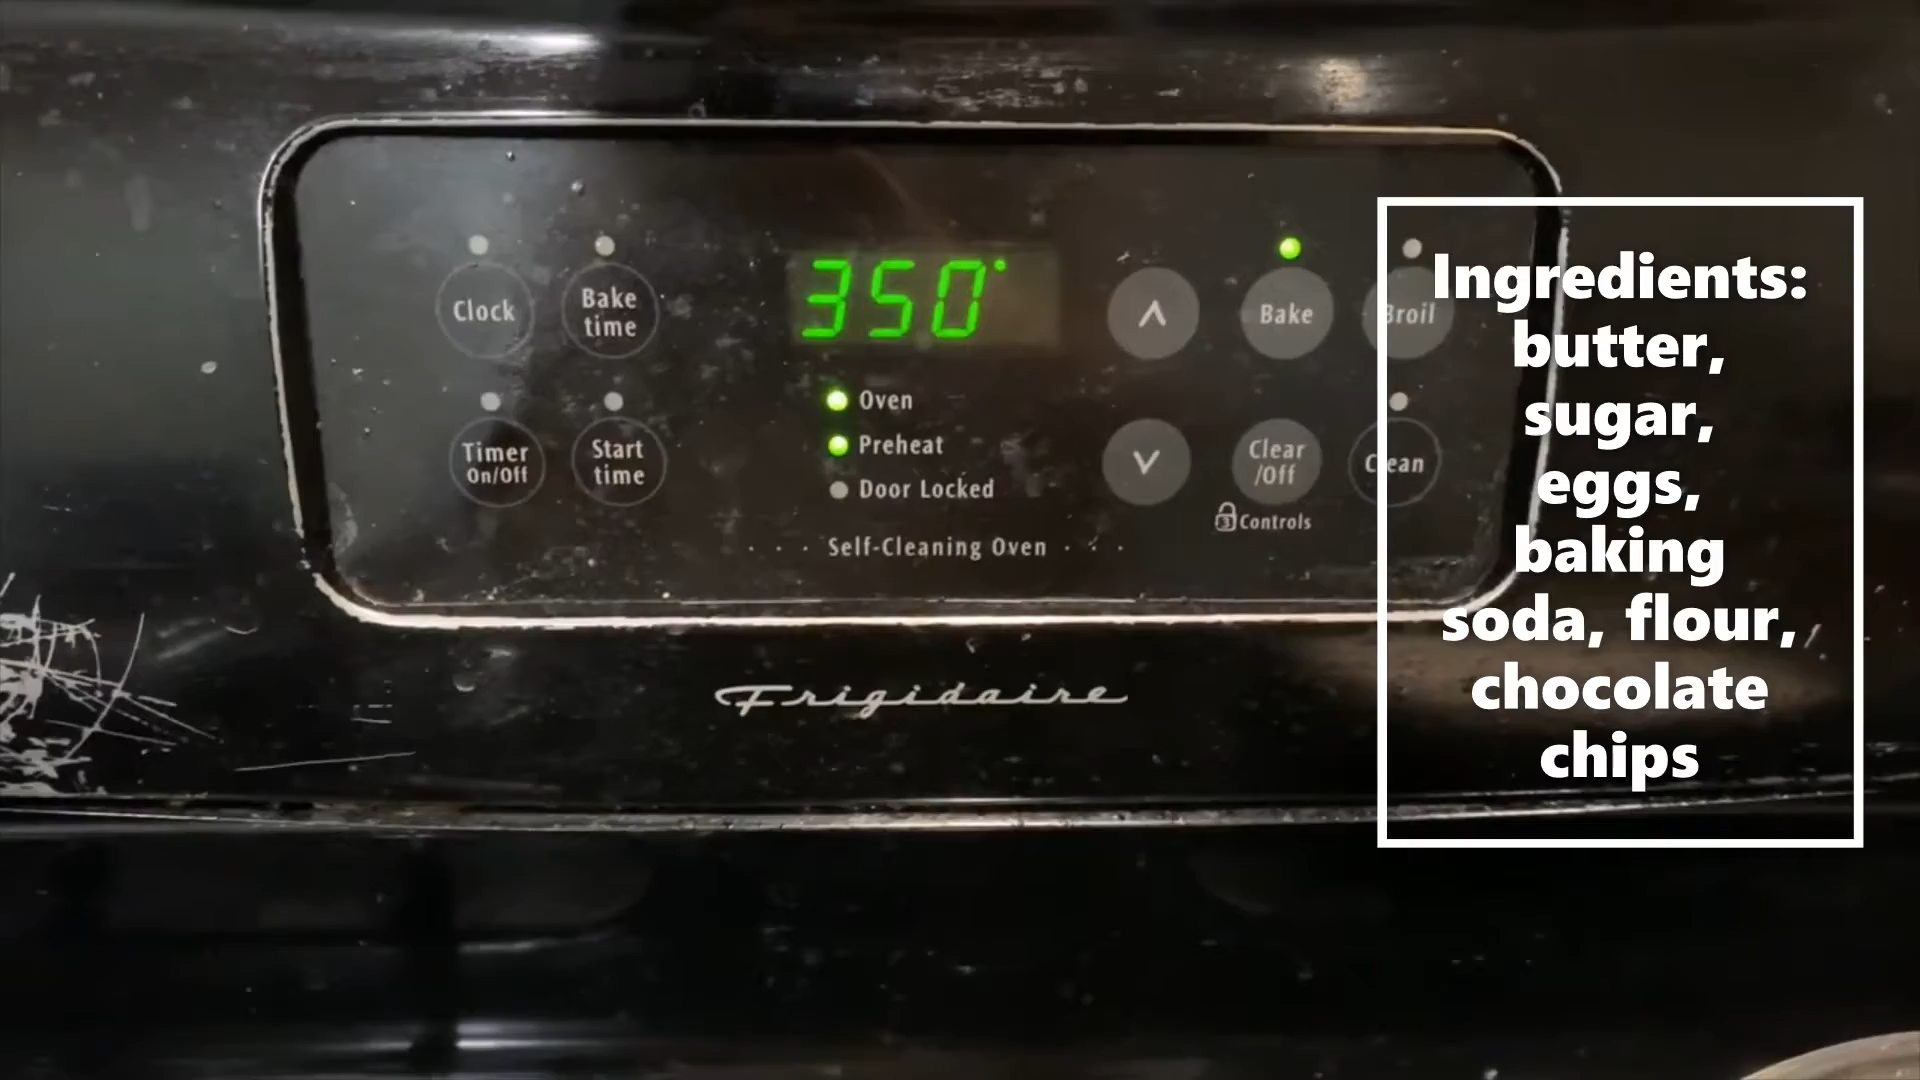 350°
Clock
Bake
time
Bake
Broil
Oven
Preheat
Door Locked
Timer
On/Off
Start
time
Clear
/Off
Clean
3 Controls
Self-Cleaning Oven
Frigidaire
Ingredients:
butter,
sugar,
eggs,
baking
soda, flour,
chocolate
chips